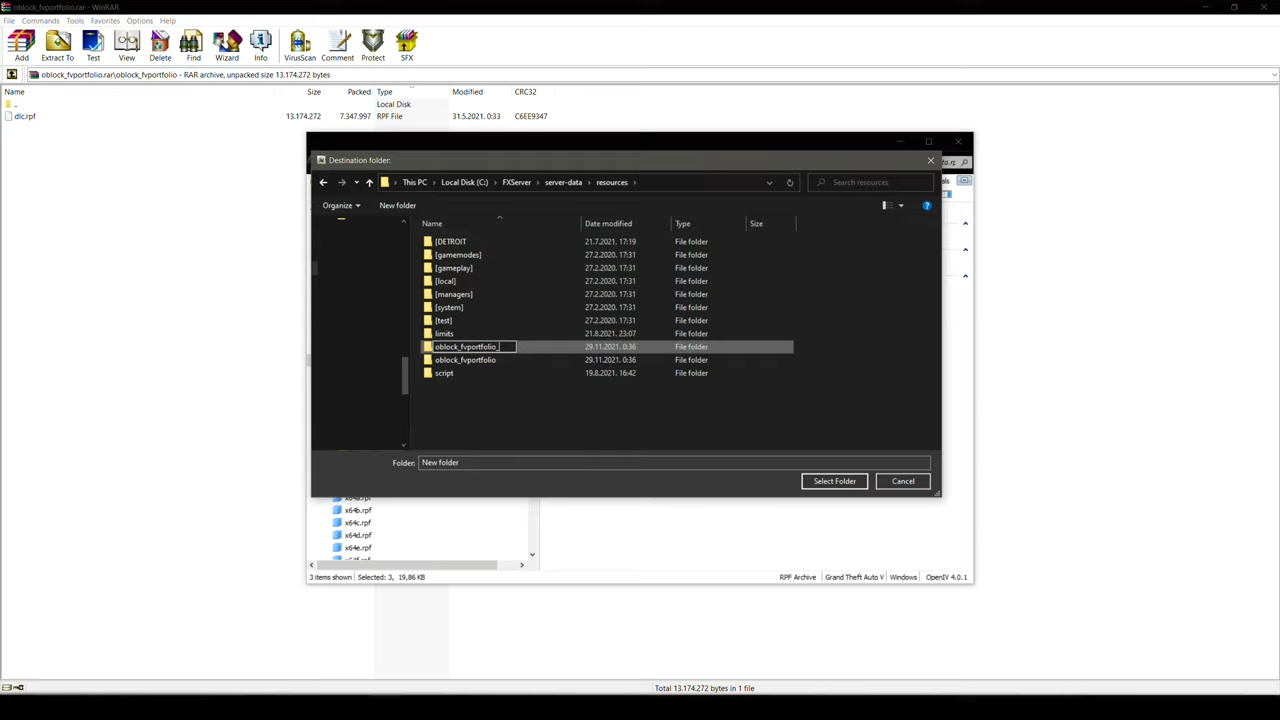 oblock_fvportfolio.rar - WinRAR
File Commands Tools Favorites Options Help
Add Extract To Test View Delete Find Wizard Info VirusScan Comment Protect SFX
oblock_fvportfolio.rar\oblock_fvportfolio - RAR archive, unpacked size 13.174.272 bytes
Name Size Packed Type Modified CRC32
.. Local Disk
dlc.rpf 13.174.272 7.347.997 RPF File 31.5.2021. 0:33 C6EE9347
Destination folder:
This PC Local Disk (C:) FXServer server-data resources Search resources
Organize New folder
Name Date modified Type Size
[DETROIT 21.7.2021. 17:19 File folder
[gamemodes] 27.2.2020. 17:31 File folder
[gameplay] 27.2.2020. 17:31 File folder
[local] 27.2.2020. 17:31 File folder
[managers] 27.2.2020. 17:31 File folder
[system] 27.2.2020. 17:31 File folder
[test] 27.2.2020. 17:31 File folder
limits 21.8.2021. 23:07 File folder
oblock_fvportfolio_ 29.11.2021. 0:36 File folder
oblock_fvportfolio 29.11.2021. 0:36 File folder
script 19.8.2021. 16:42 File folder
Folder: New folder
Select Folder Cancel
x64b.rpf
x64c.rpf
x64d.rpf
x64e.rpf
3 items shown Selected: 3, 19,86 KB RPF Archive Grand Theft Auto V Windows OpenIV 4.0.1
Total 13.174.272 bytes in 1 file